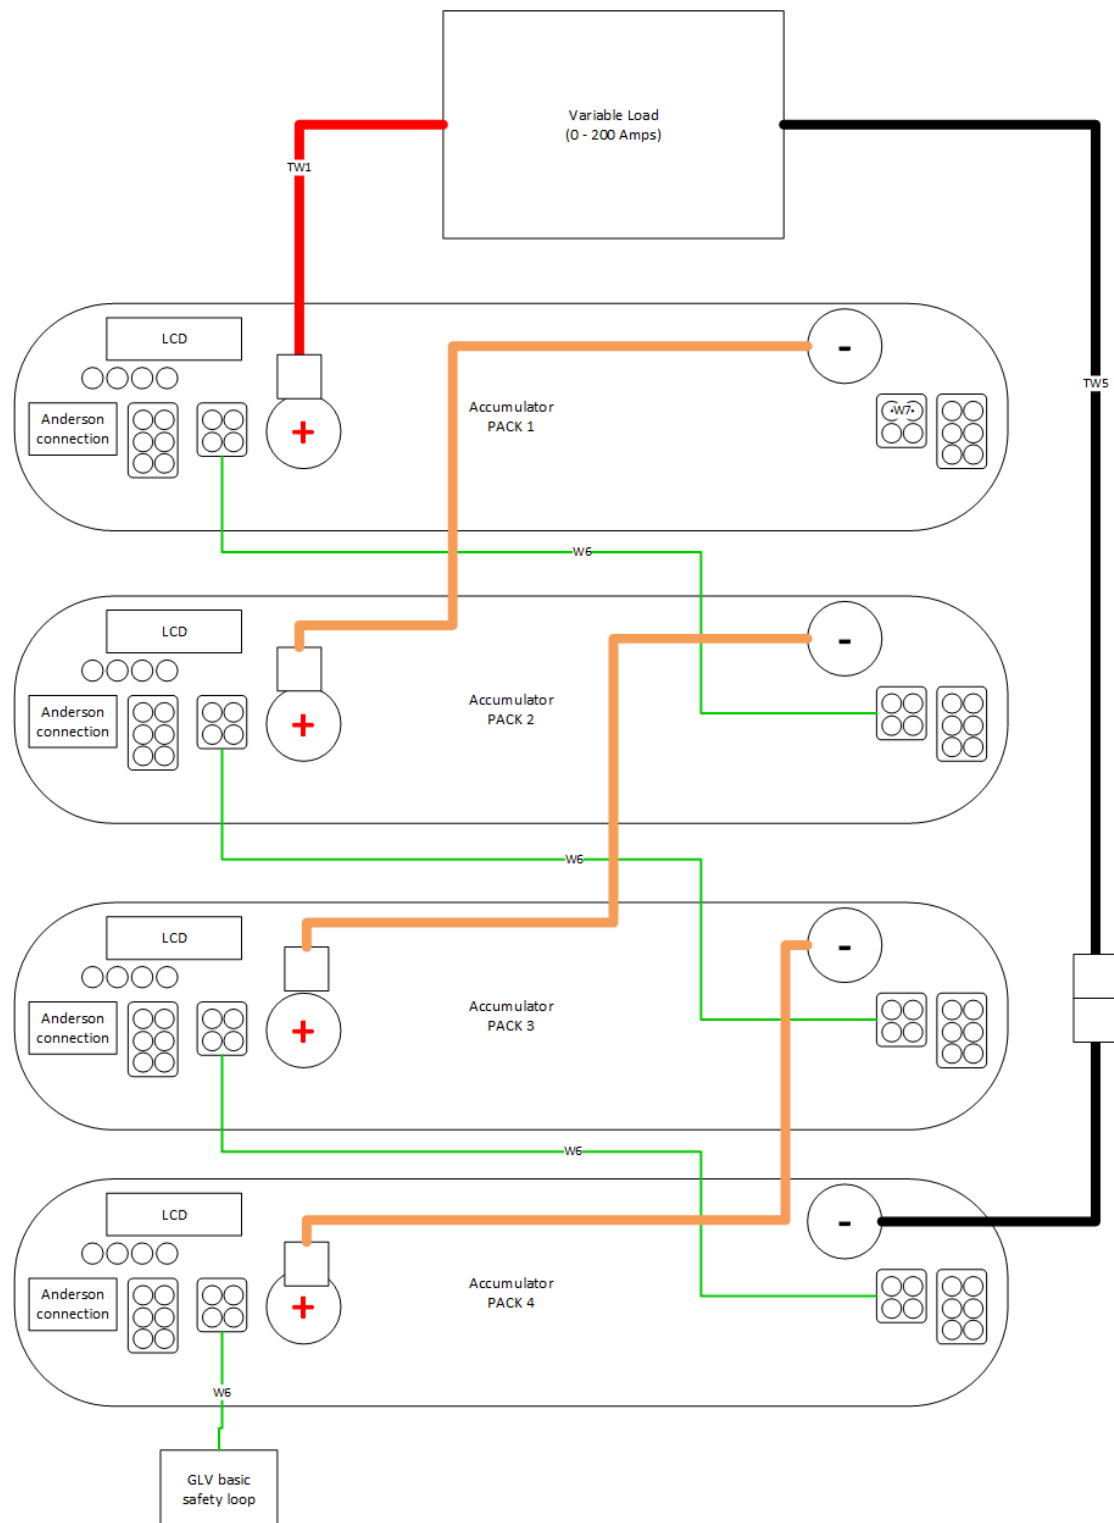 Variable Load
(0 - 200 Amps)
TW1
LCD
-
Anderson
connection
+
Accumulator
PACK 1
W7
TW5
W6
LCD
-
Anderson
connection
+
Accumulator
PACK 2
W6
LCD
-
Anderson
connection
+
Accumulator
PACK 3
W6
LCD
-
Anderson
connection
+
Accumulator
PACK 4
W6
GLV basic
safety loop